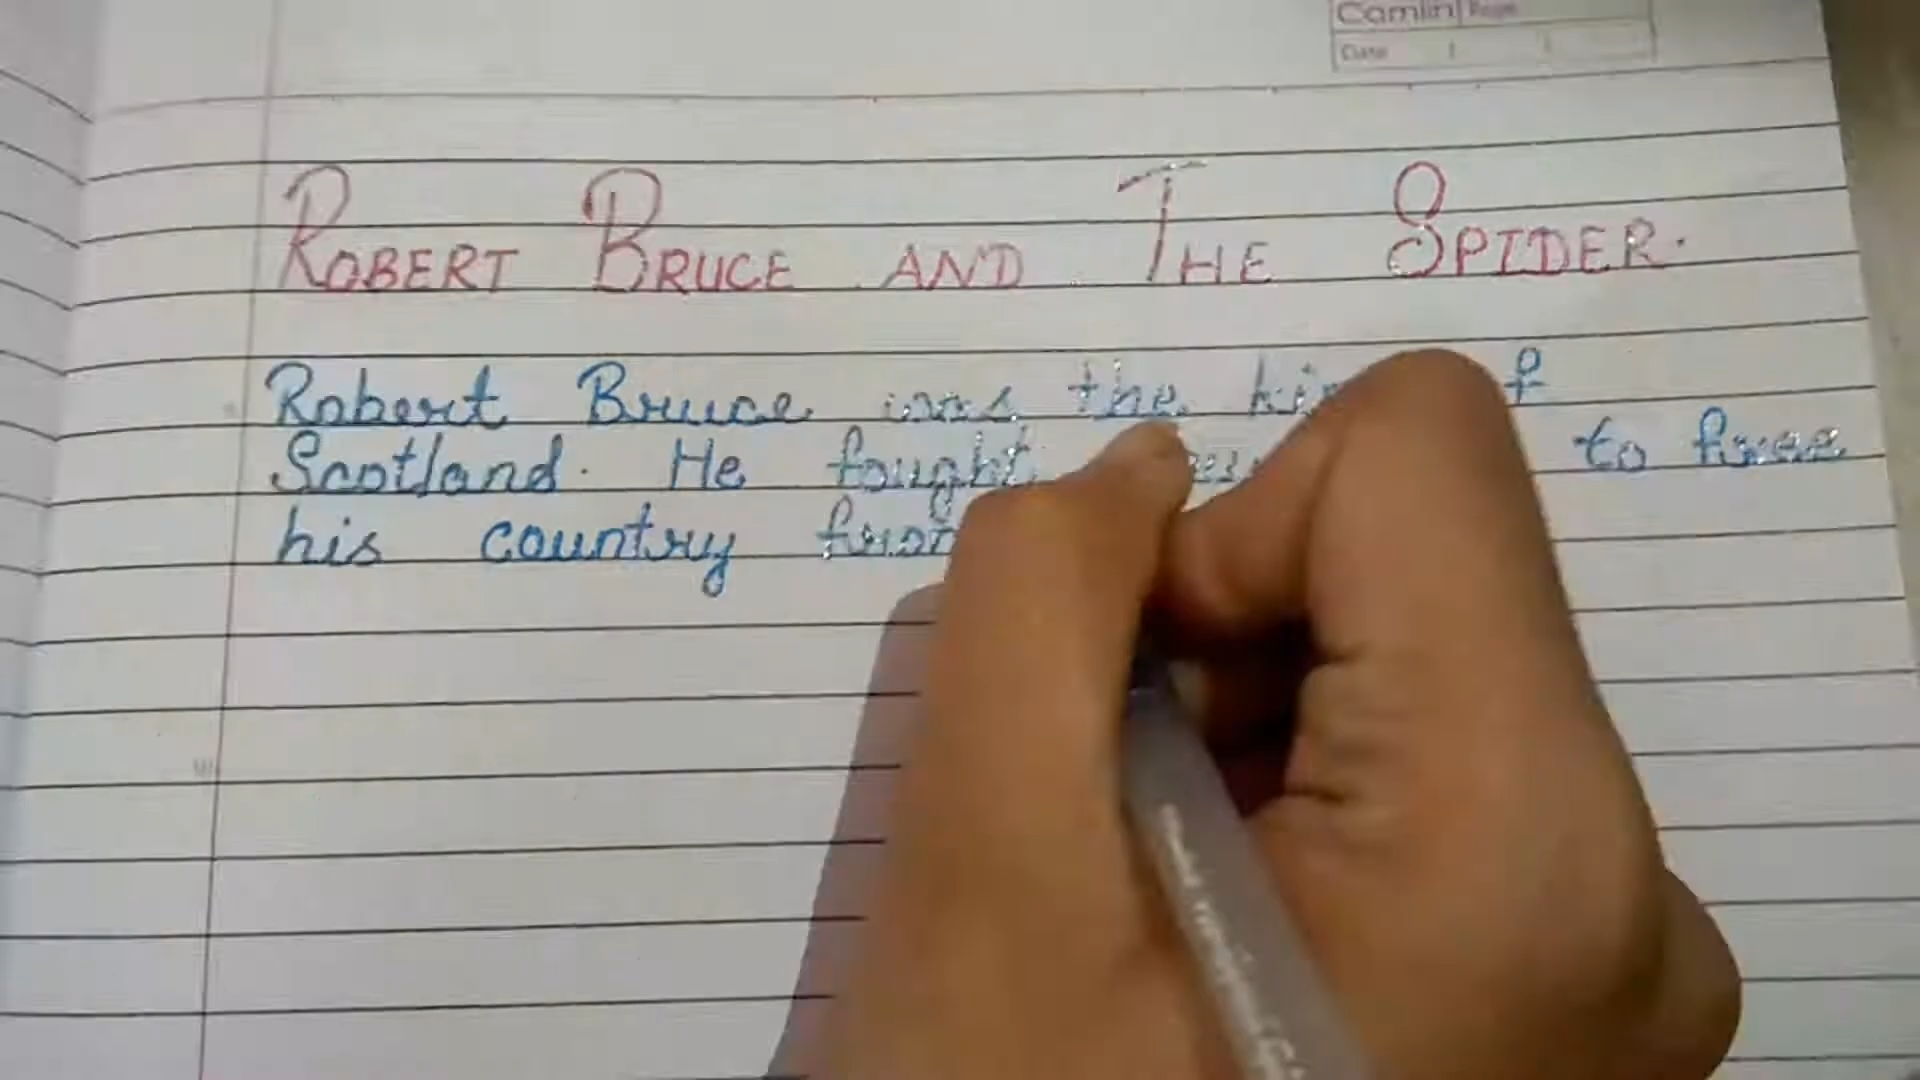 Camlin Page
Date
ROBERT BRUCE AND THE SPIDER.
Robert Bruce was the
Scotland. He fought to free
his country